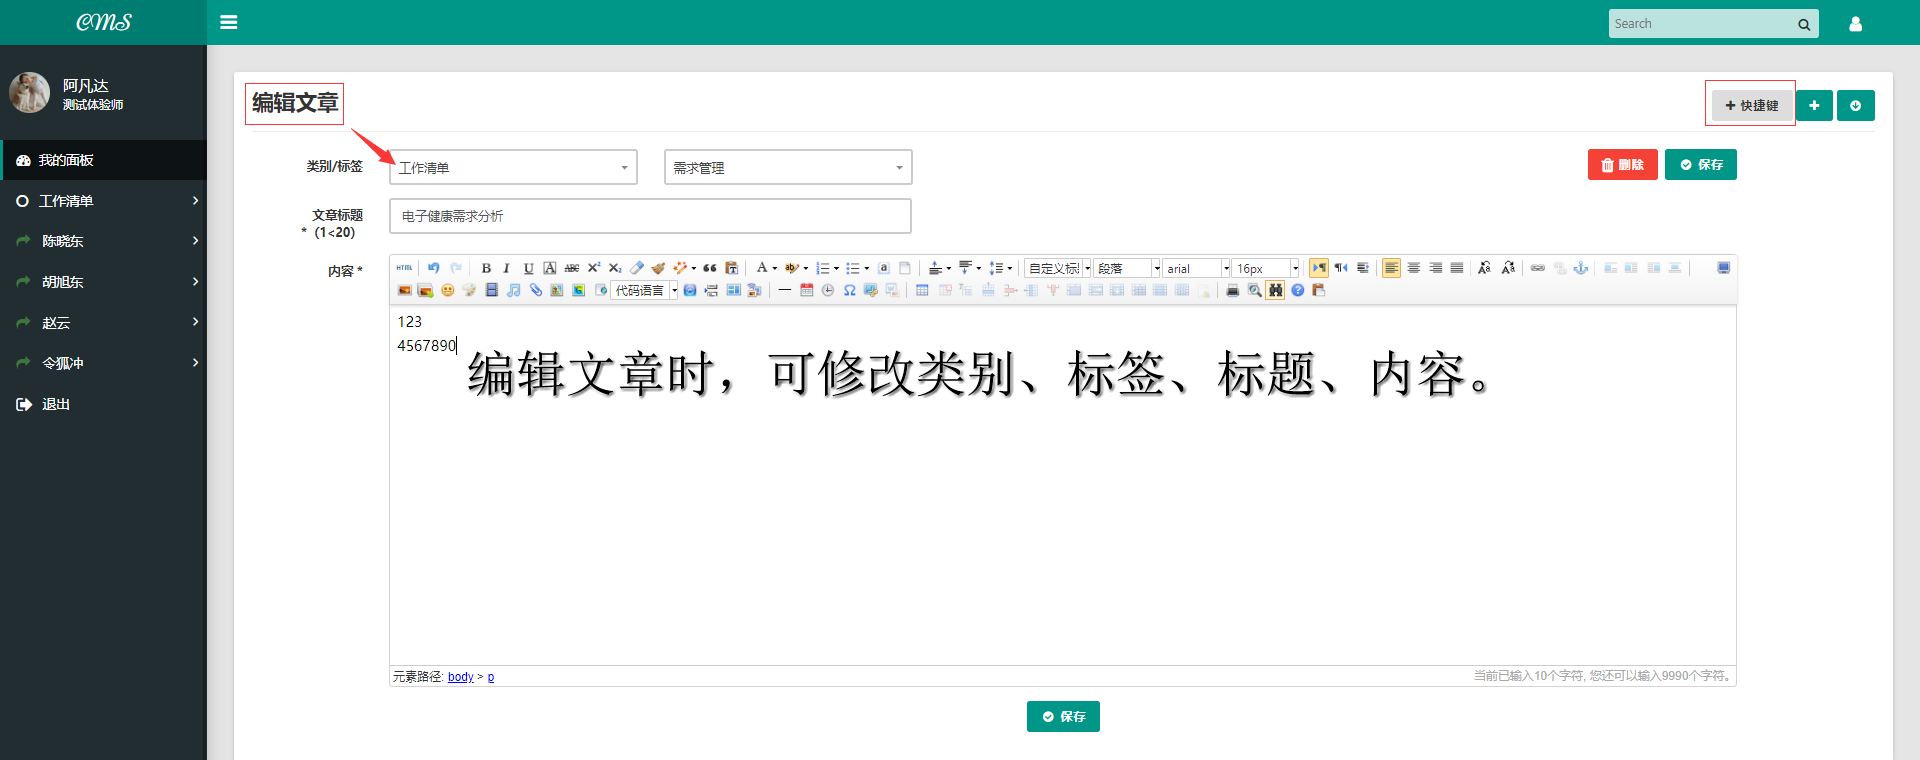 CMS
Search
阿凡达
测试体验师
我的面板
工作清单
陈晓东
胡旭东
赵云
令狐冲
退出
编辑文章
快捷键
类别/标签
工作清单
需求管理
删除
保存
文章标题
* (1<20)
电子健康需求分析
内容 *
HTML
B I U A ABC X² X₂
A
ab
a
自定义标
段落
arial
16px
代码语言
123
4567890
编辑文章时，可修改类别、标签、标题、内容。
元素路径: body > p
当前已输入10个字符, 您还可以输入9990个字符。
保存